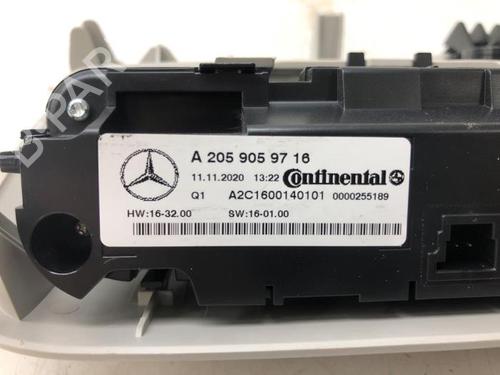 A 205 905 97 16
11.11.2020 13:22 Continental
Q1 A2C1600140101 0000255189
HW:16-32.00 SW:16-01.00